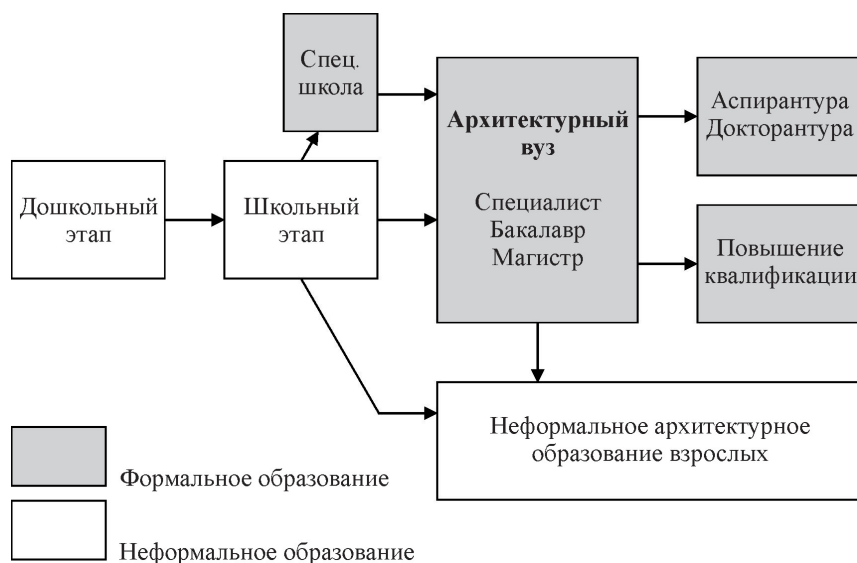 Спец.
школа
Архитектурный
вуз
Специалист
Бакалавр
Магистр
Аспирантура
Докторантура
Дошкольный
этап
Школьный
этап
Повышение
квалификации
Неформальное архитектурное
образование взрослых
Формальное образование
Неформальное образование